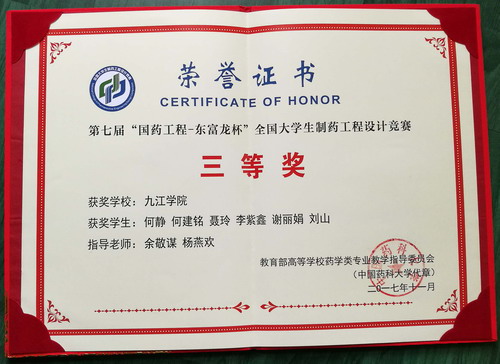 荣誉证书
CERTIFICATE OF HONOR
第七届“国药工程-东富龙杯”全国大学生制药工程设计竞赛
三等奖
获奖学校：九江学院
获奖学生：何静 何建铭 聂玲 李紫鑫 谢丽娟 刘山
指导老师：余敬谋 杨燕欢
教育部高等学校药学类专业教学指导委员会
（中国药科大学代章）
二〇一七年十一月